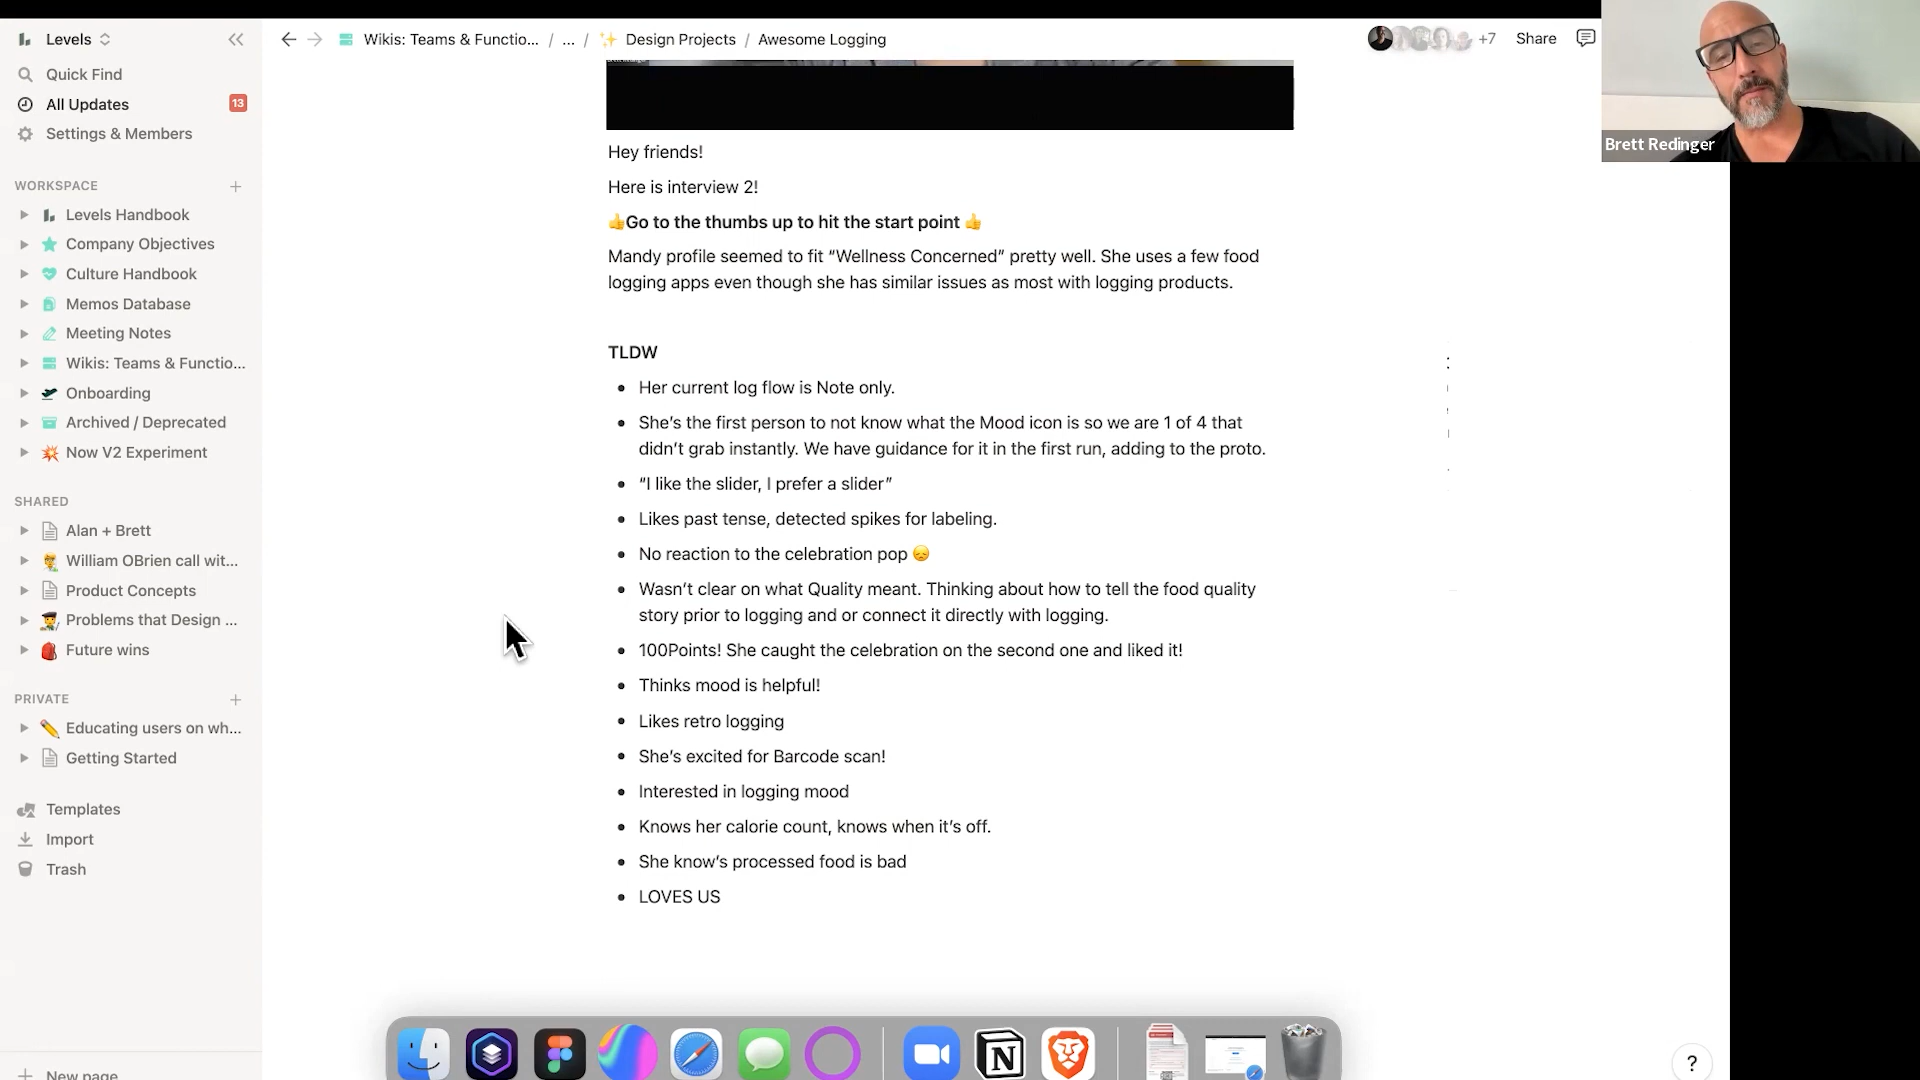 Levels
Quick Find
All Updates
13
Settings & Members
WORKSPACE
Levels Handbook
Company Objectives
Culture Handbook
Memos Database
Meeting Notes
Wikis: Teams & Functio...
Onboarding
Archived / Deprecated
Now V2 Experiment
SHARED
Alan + Brett
William OBrien call wit...
Product Concepts
Problems that Design ...
Future wins
PRIVATE
Educating users on wh...
Getting Started
Templates
Import
Trash
New page
Wikis: Teams & Functio... / ... / ✨ Design Projects / Awesome Logging
+7
Share
Brett Redinger
Hey friends!
Here is interview 2!
👍Go to the thumbs up to hit the start point 👍
Mandy profile seemed to fit “Wellness Concerned” pretty well. She uses a few food
logging apps even though she has similar issues as most with logging products.
TLDW
• Her current log flow is Note only.
• She’s the first person to not know what the Mood icon is so we are 1 of 4 that
didn’t grab instantly. We have guidance for it in the first run, adding to the proto.
• “I like the slider, I prefer a slider”
• Likes past tense, detected spikes for labeling.
• No reaction to the celebration pop 😞
• Wasn’t clear on what Quality meant. Thinking about how to tell the food quality
story prior to logging and or connect it directly with logging.
• 100Points! She caught the celebration on the second one and liked it!
• Thinks mood is helpful!
• Likes retro logging
• She’s excited for Barcode scan!
• Interested in logging mood
• Knows her calorie count, knows when it’s off.
• She know’s processed food is bad
• LOVES US
?